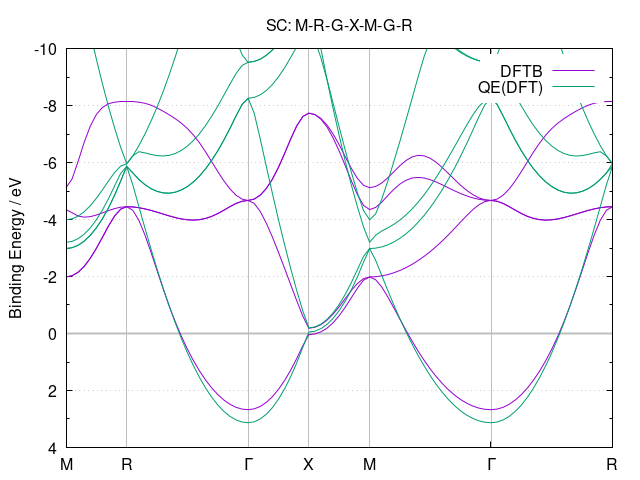 SC: M-R-G-X-M-G-R
-10
-8
-6
-4
-2
0
2
4
Binding Energy / eV
DFTB
QE(DFT)
M R Γ X M Γ R